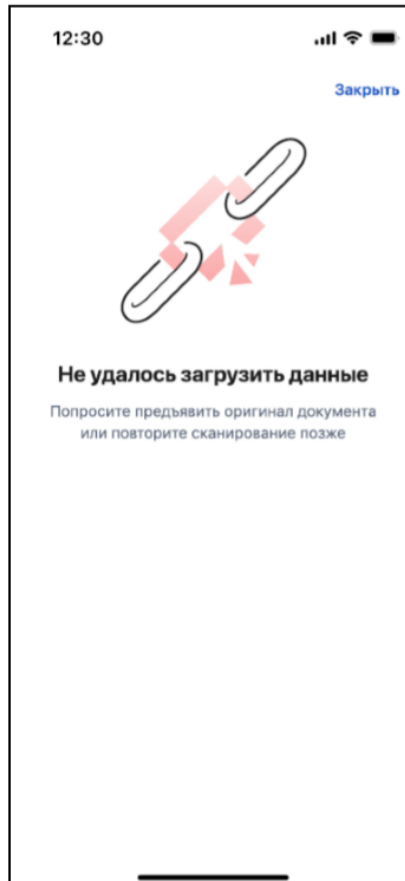 12:30
Закрыть
Не удалось загрузить данные
Попросите предъявить оригинал документа
или повторите сканирование позже